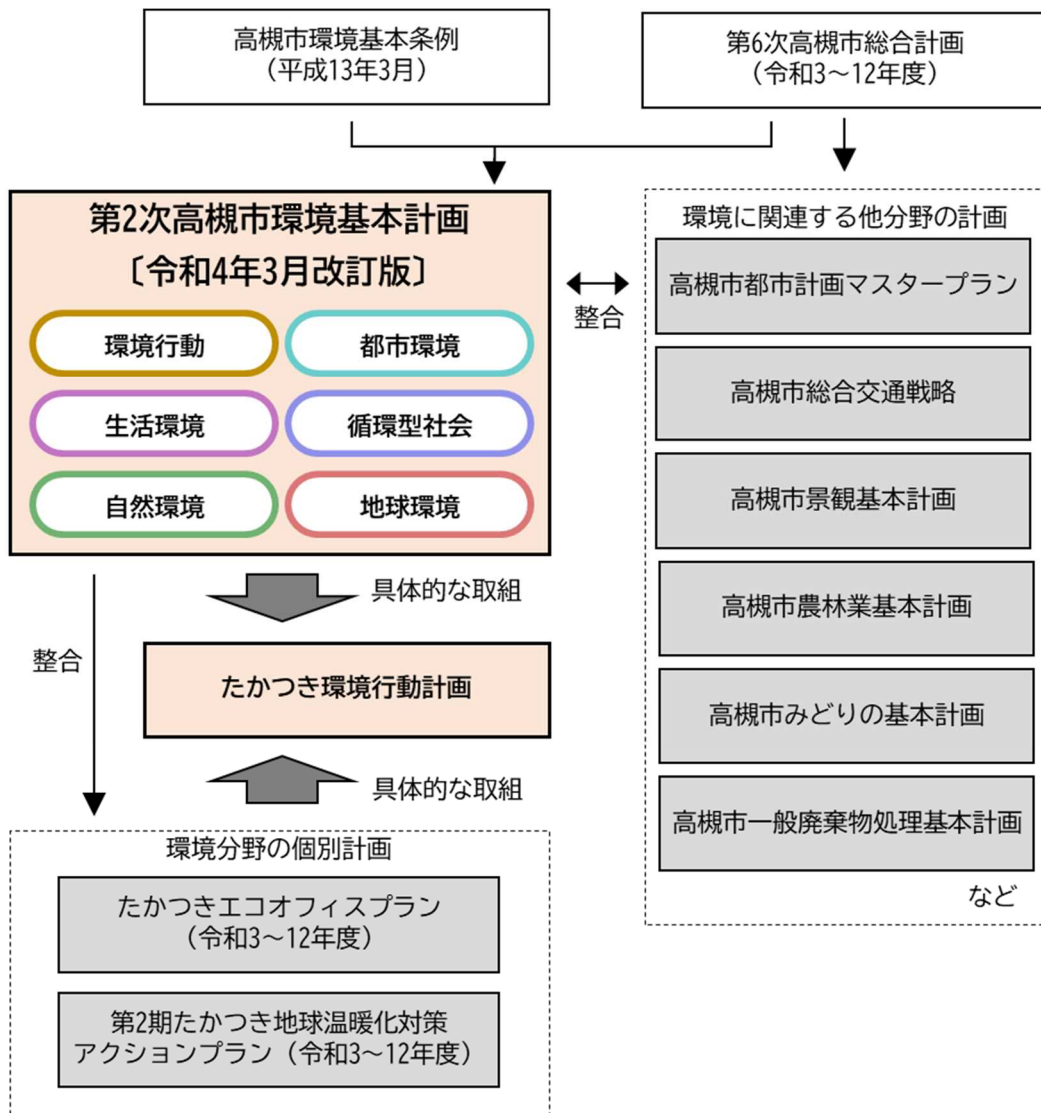 高槻市環境基本条例
（平成13年3月）
第6次高槻市総合計画
（令和3～12年度）
第2次高槻市環境基本計画
〔令和4年3月改訂版〕
環境行動
都市環境
生活環境
循環型社会
自然環境
地球環境
整合
環境に関連する他分野の計画
高槻市都市計画マスタープラン
高槻市総合交通戦略
高槻市景観基本計画
高槻市農林業基本計画
高槻市みどりの基本計画
高槻市一般廃棄物処理基本計画
など
具体的な取組
整合
たかつき環境行動計画
具体的な取組
環境分野の個別計画
たかつきエコオフィスプラン
（令和3～12年度）
第2期たかつき地球温暖化対策
アクションプラン（令和3～12年度）